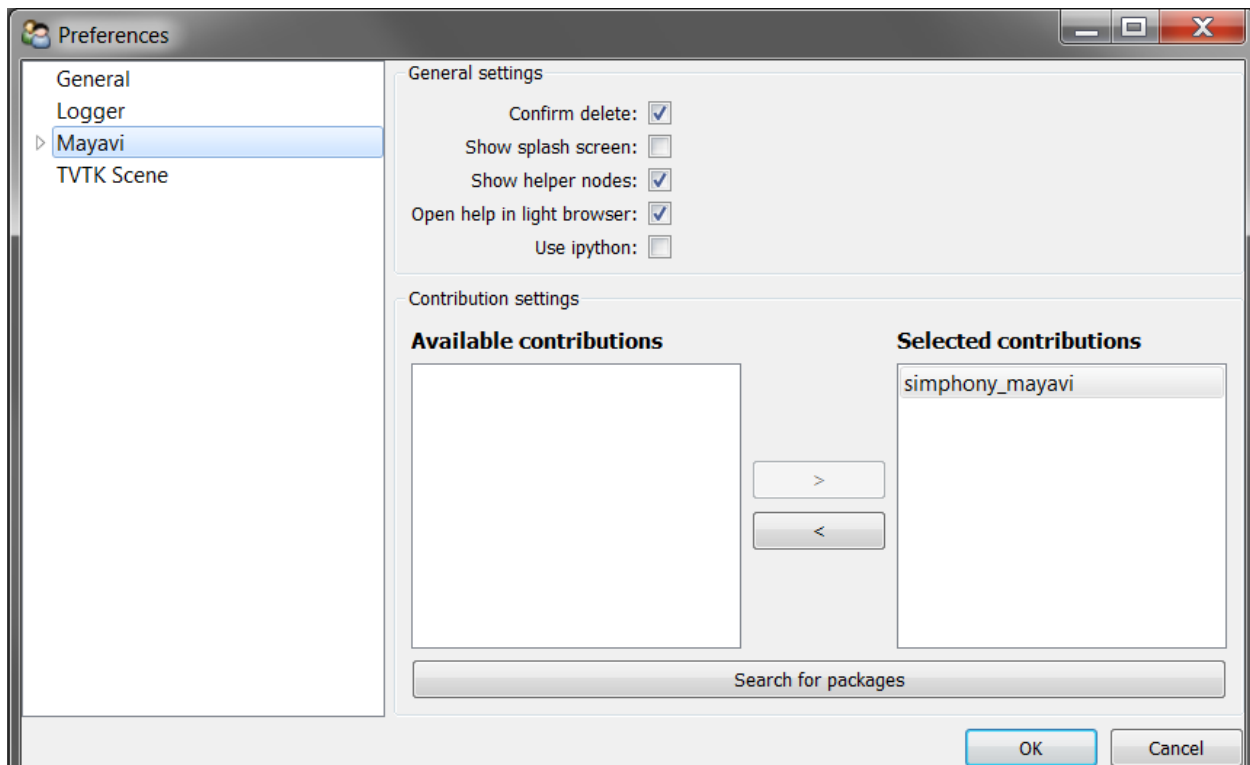 Preferences
General
Logger
Mayavi
TVTK Scene
General settings
Confirm delete:
Show splash screen:
Show helper nodes:
Open help in light browser:
Use ipython:
Contribution settings
Available contributions
Selected contributions
simphony_mayavi
>
<
Search for packages
OK
Cancel